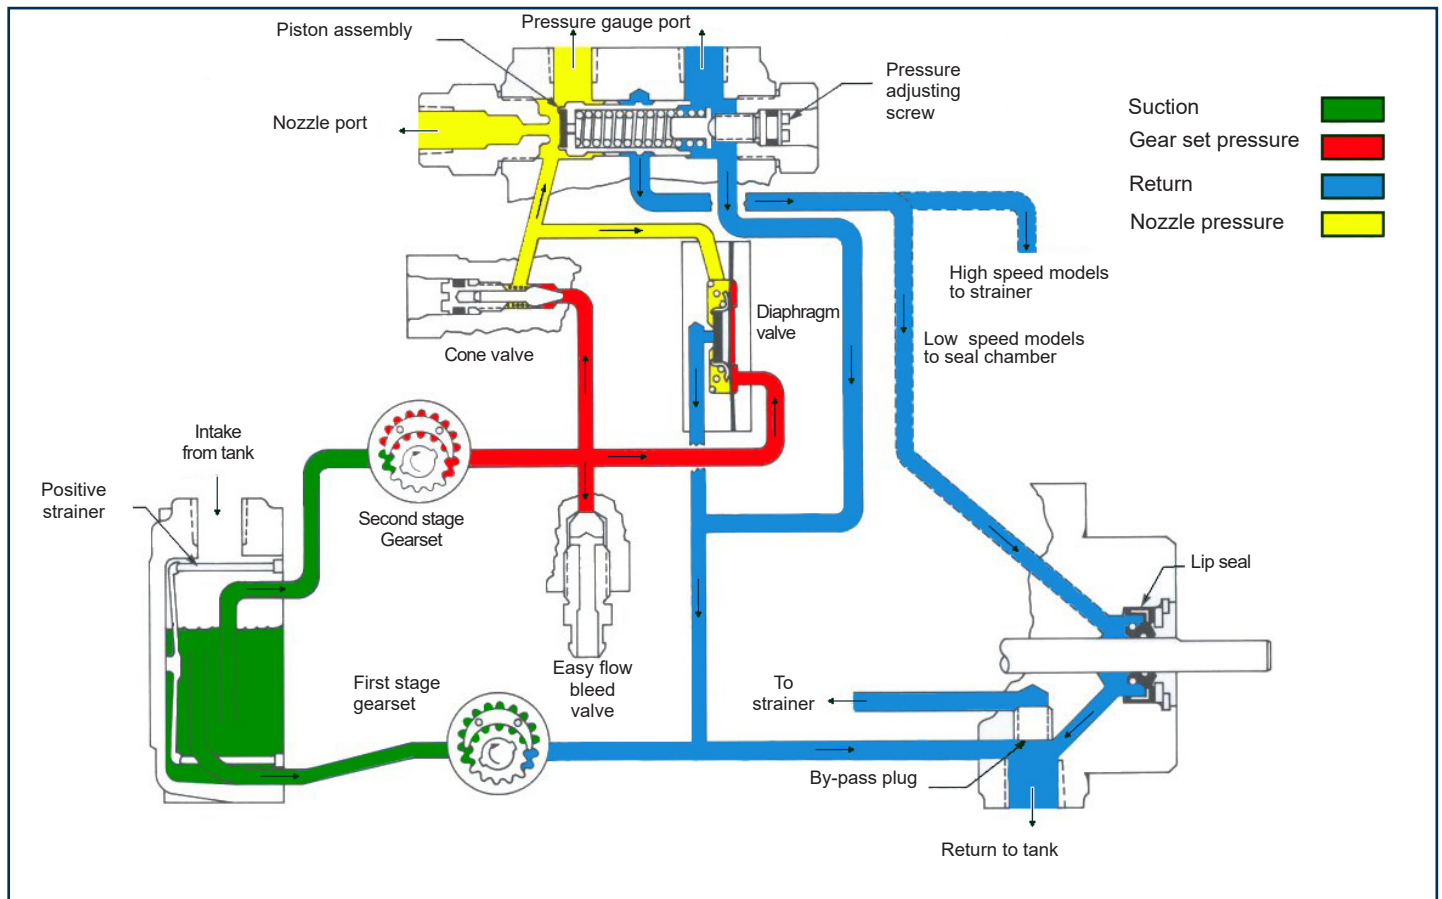 Piston assembly
Pressure gauge port
Pressure
adjusting
screw
Nozzle port
Suction
Gear set pressure
Return
Nozzle pressure
High speed models
to strainer
Diaphragm
valve
Low  speed models
to seal chamber
Cone valve
Intake
from tank
Positive
strainer
Second stage
Gearset
Lip seal
Easy flow
bleed
valve
First stage
gearset
To
strainer
By-pass plug
Return to tank